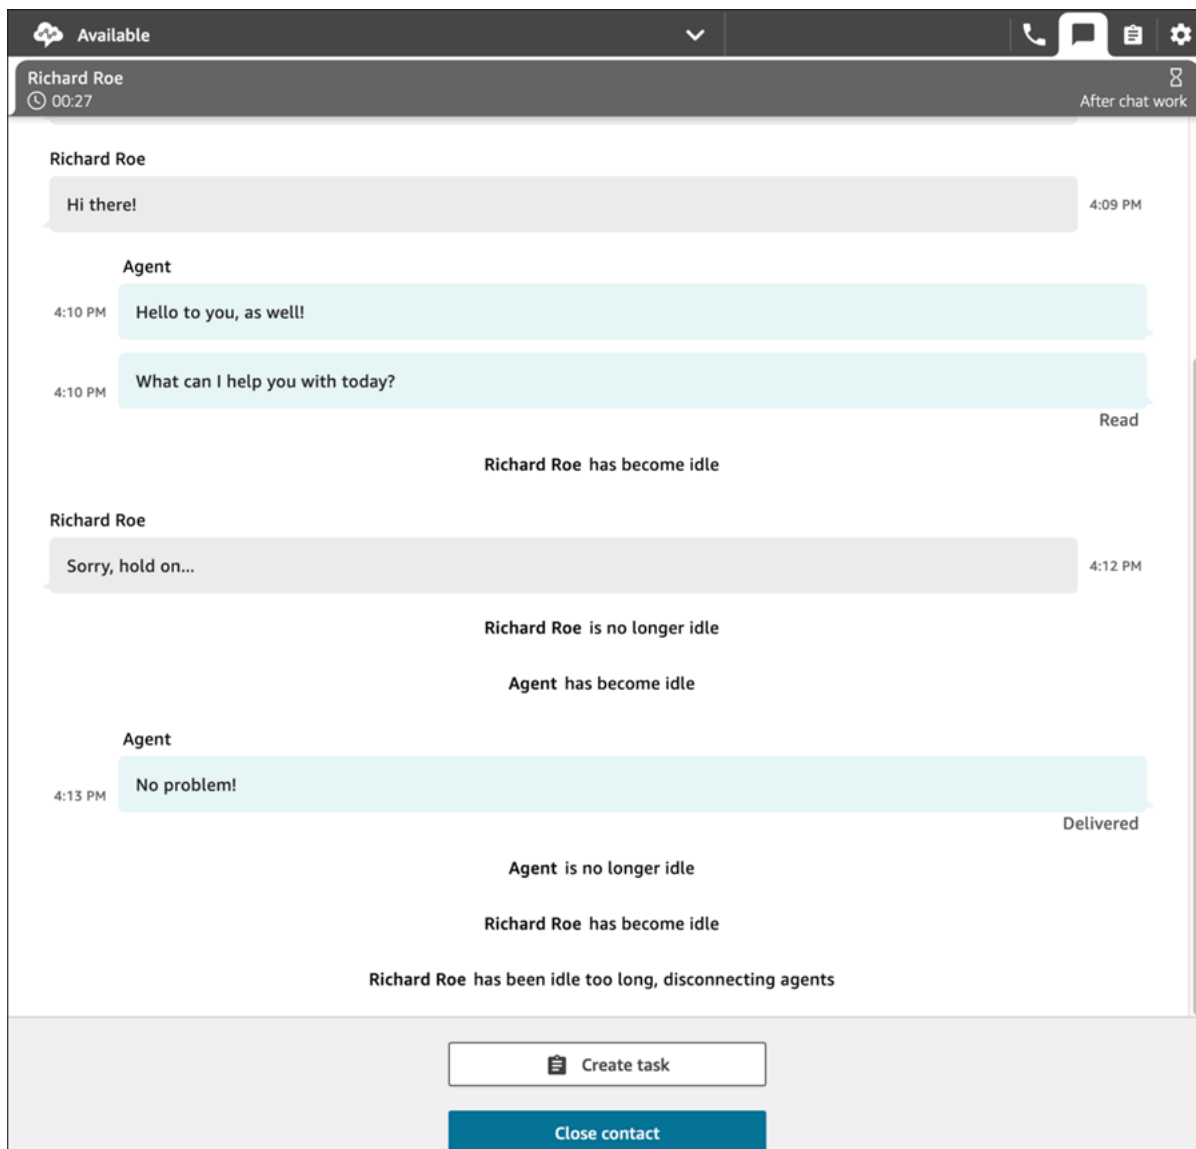 Available
Richard Roe
00:27
After chat work
Richard Roe
Hi there!
4:09 PM
Agent
4:10 PM
Hello to you, as well!
4:10 PM
What can I help you with today?
Read
Richard Roe has become idle
Richard Roe
Sorry, hold on...
4:12 PM
Richard Roe is no longer idle
Agent has become idle
Agent
4:13 PM
No problem!
Delivered
Agent is no longer idle
Richard Roe has become idle
Richard Roe has been idle too long, disconnecting agents
Create task
Close contact